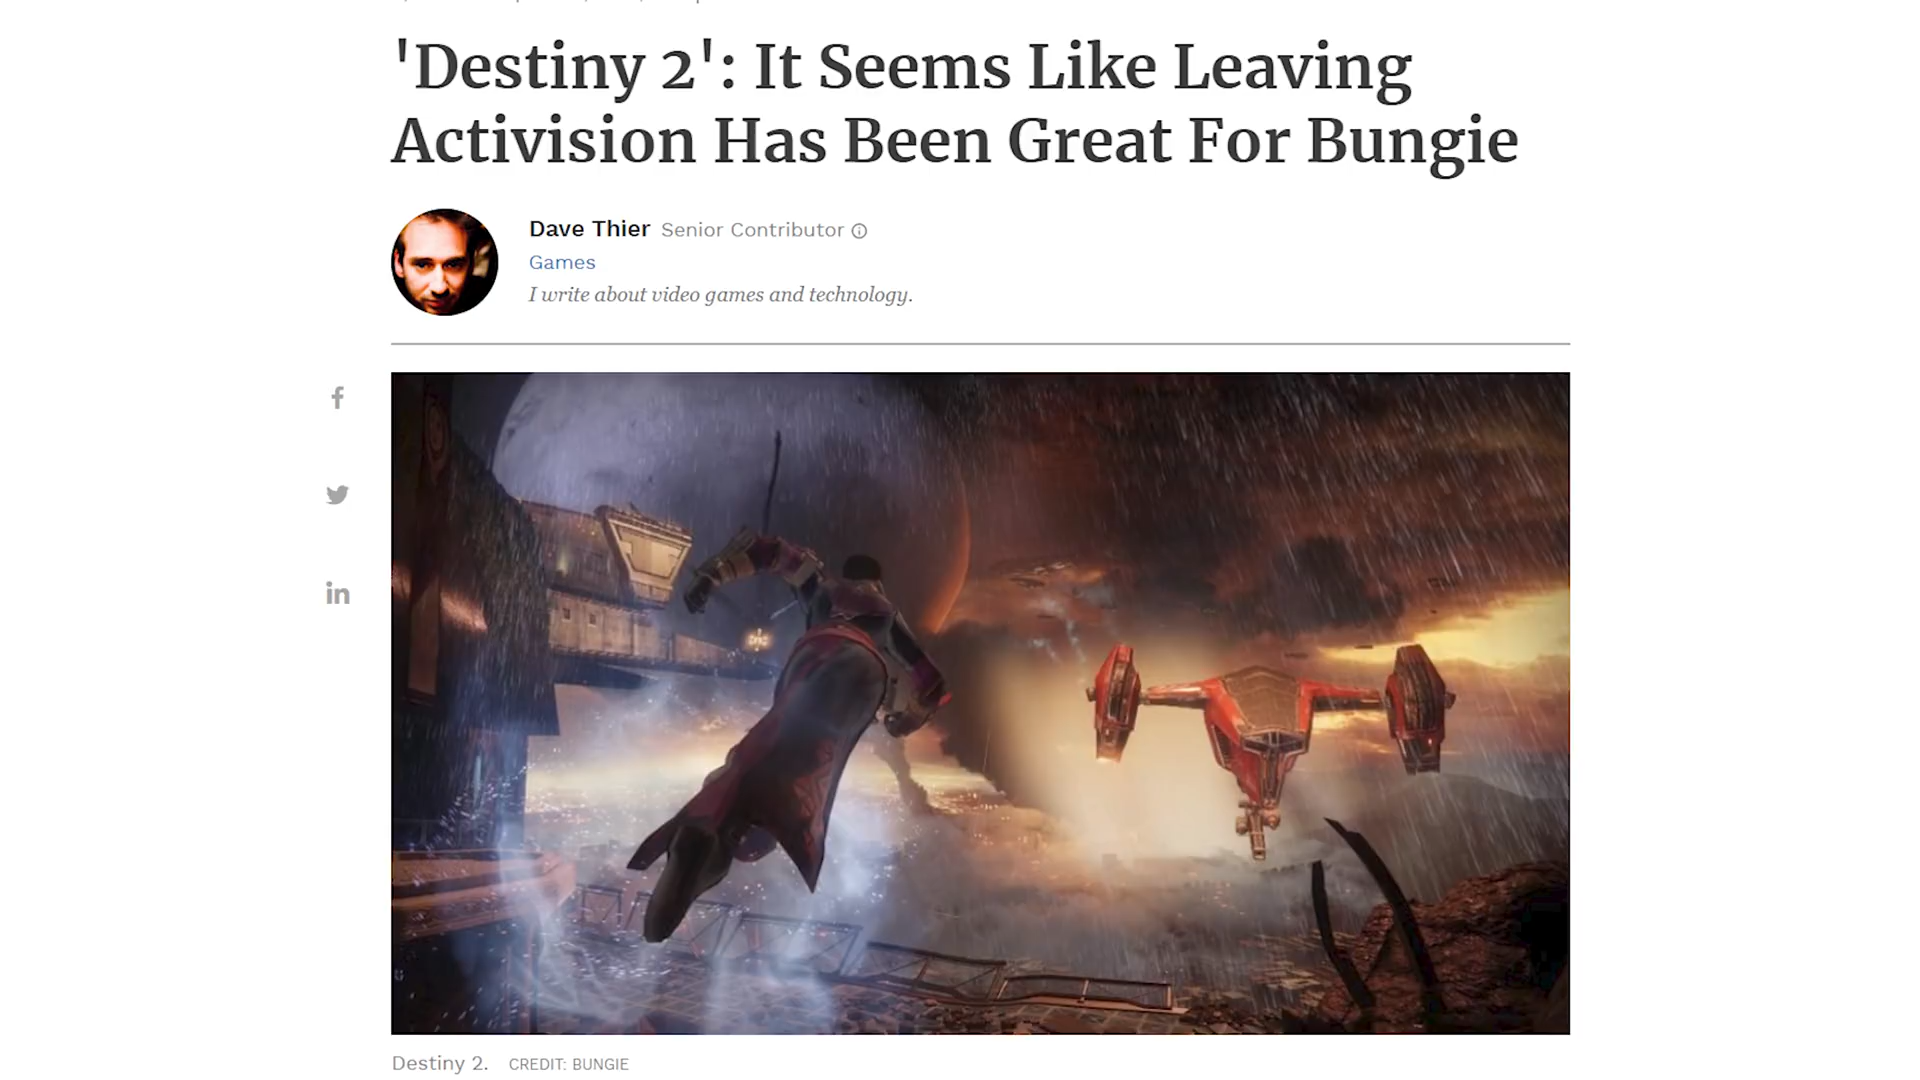 'Destiny 2': It Seems Like Leaving
Activision Has Been Great For Bungie
Dave Thier Senior Contributor
Games
I write about video games and technology.
in
Destiny 2. CREDIT: BUNGIE